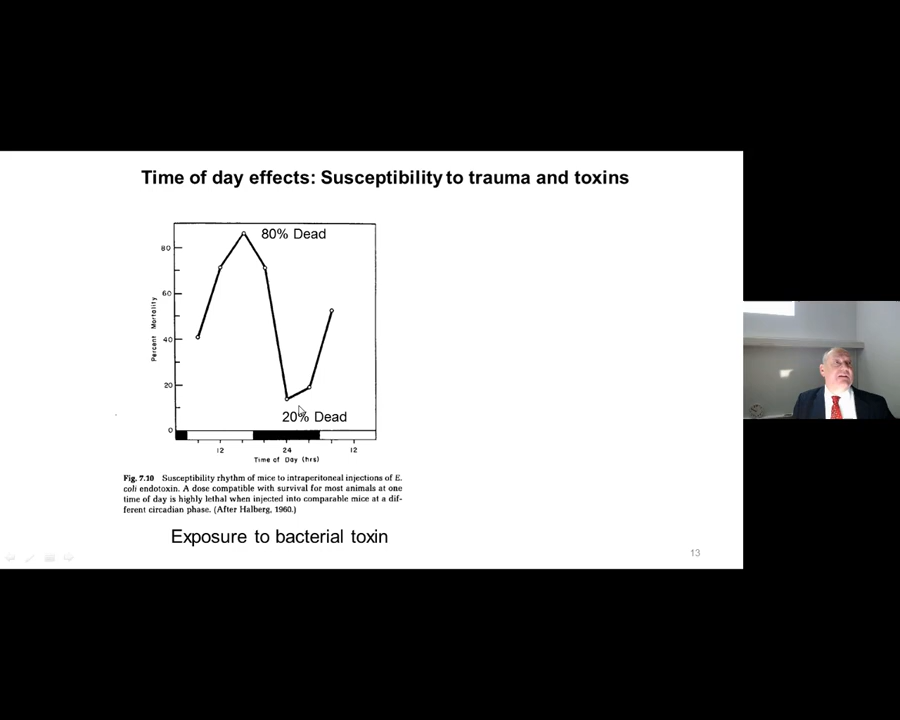 Time of day effects: Susceptibility to trauma and toxins
80% Dead
80
60
40
20
0
Percent Mortality
20% Dead
12
24
12
Time of Day (hrs)
Fig. 7.10 Susceptibility rhythm of mice to intraperitoneal injections of E.
coli endotoxin. A dose compatible with survival for most animals at one
time of day is highly lethal when injected into comparable mice at a dif-
ferent circadian phase. (After Halberg, 1960.)
Exposure to bacterial toxin
13